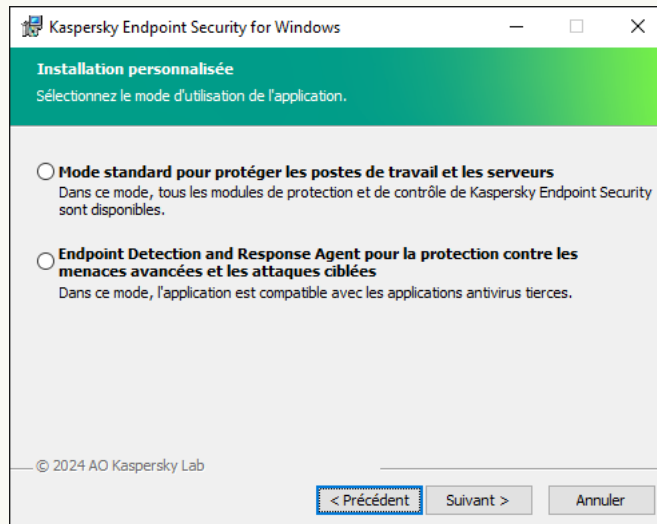 Kaspersky Endpoint Security for Windows
Installation personnalisée
Sélectionnez le mode d'utilisation de l'application.
Mode standard pour protéger les postes de travail et les serveurs
Dans ce mode, tous les modules de protection et de contrôle de Kaspersky Endpoint Security
sont disponibles.
Endpoint Detection and Response Agent pour la protection contre les
menaces avancées et les attaques ciblées
Dans ce mode, l'application est compatible avec les applications antivirus tierces.
© 2024 AO Kaspersky Lab
< Précédent Suivant > Annuler